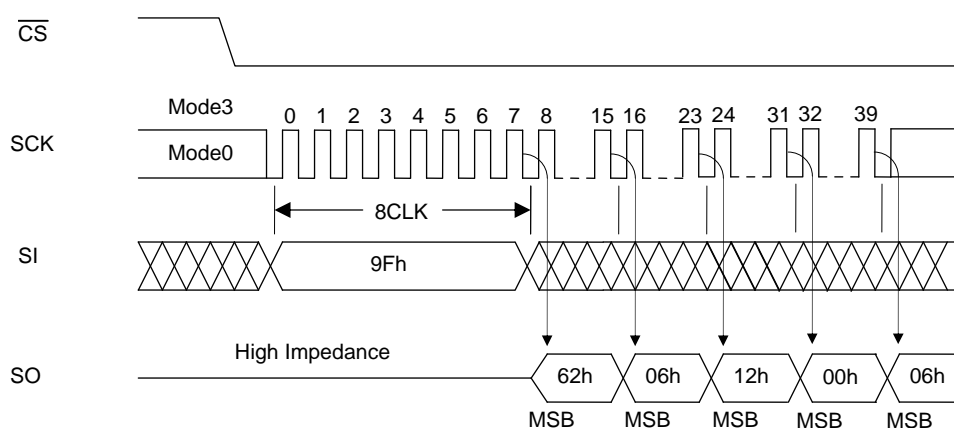 CS
Mode3
0 1 2 3 4 5 6 7 8 15 16 23 24 31 32 39
SCK
Mode0
8CLK
SI
9Fh
High Impedance
SO
62h 06h 12h 00h 06h
MSB MSB MSB MSB MSB